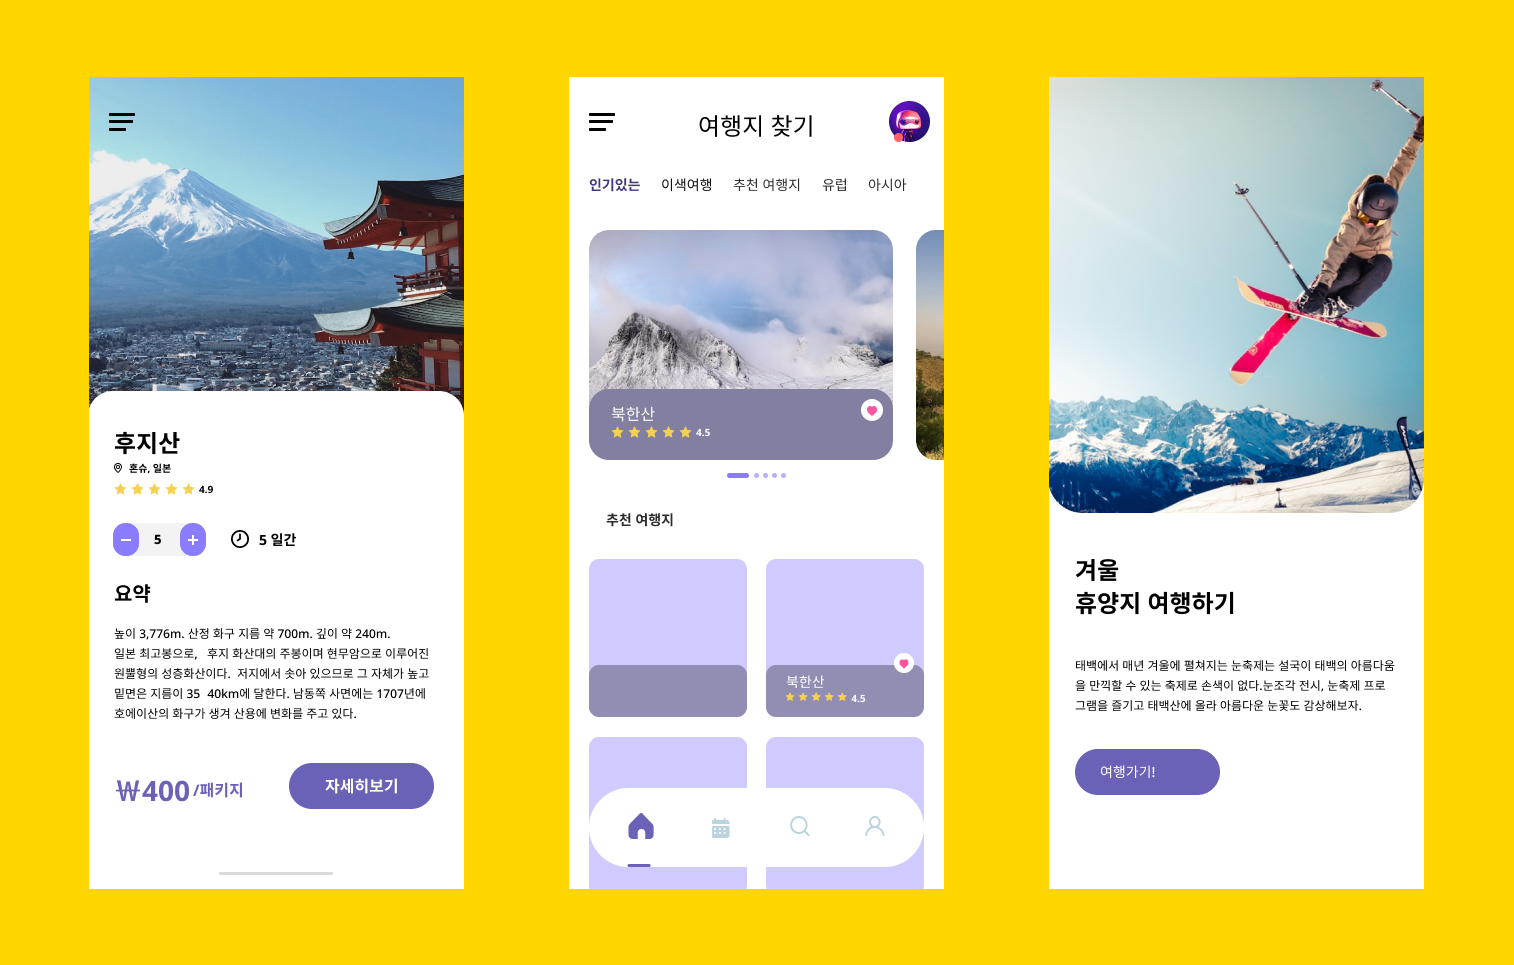 후지산
혼슈, 일본
4.9
5
5 일간
요약
높이 3,776m. 산정 화구 지름 약 700m. 깊이 약 240m.
일본 최고봉으로, 후지 화산대의 주봉이며 현무암으로 이루어진
원뿔형의 성층화산이다. 저지에서 솟아 있으므로 그 자체가 높고
밑면은 지름이 35 40km에 달한다. 남동쪽 사면에는 1707년에
호에이산의 화구가 생겨 산용에 변화를 주고 있다.
₩400 /패키지
자세히보기
여행지 찾기
인기있는 이색여행 추천 여행지 유럽 아시아
북한산
4.5
추천 여행지
북한산
4.5
겨울
휴양지 여행하기
태백에서 매년 겨울에 펼쳐지는 눈축제는 설국이 태백의 아름다움
을 만끽할 수 있는 축제로 손색이 없다.눈조각 전시, 눈축제 프로
그램을 즐기고 태백산에 올라 아름다운 눈꽃도 감상해보자.
여행가기!